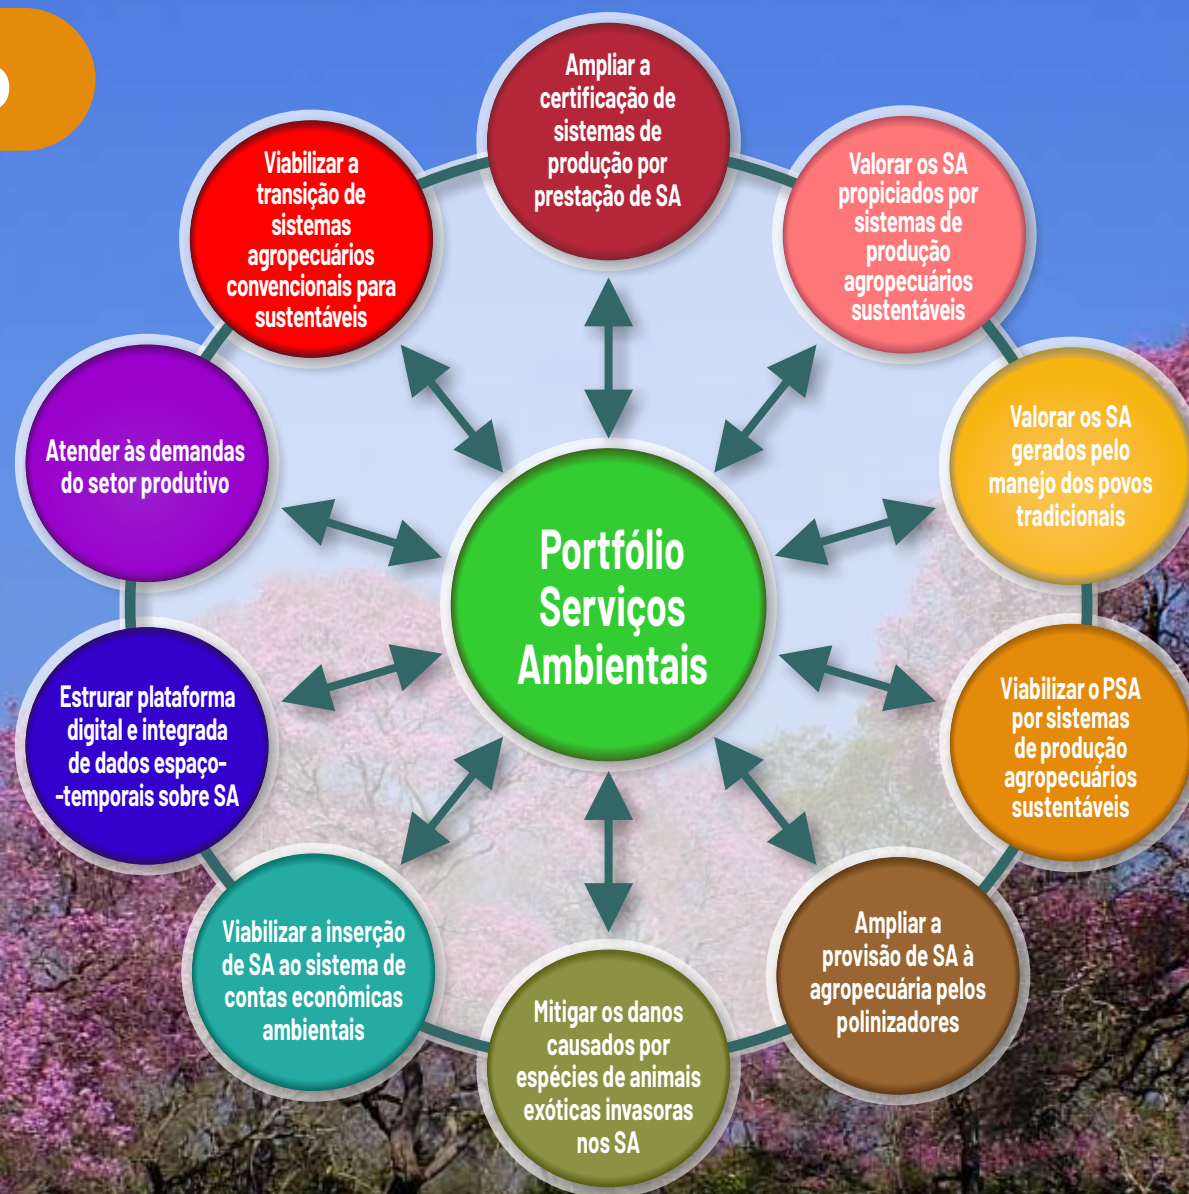 Ampliar a
certificação de
sistemas de
produção por
prestação de SA
Valorar os SA
propiciados por
sistemas de
produção
agropecuários
sustentáveis
Valorar os SA
gerados pelo
manejo dos povos
tradicionais
Viabilizar o PSA
por sistemas
de produção
agropecuários
sustentáveis
Ampliar a
provisão de SA à
agropecuária pelos
polinizadores
Mitigar os danos
causados por
espécies de animais
exóticas invasoras
nos SA
Viabilizar a inserção
de SA ao sistema de
contas econômicas
ambientais
Estrurar plataforma
digital e integrada
de dados espaço-
-temporais sobre SA
Atender às demandas
do setor produtivo
Viabilizar a
transição de
sistemas
agropecuários
convencionais para
sustentáveis
Portfólio
Serviços
Ambientais